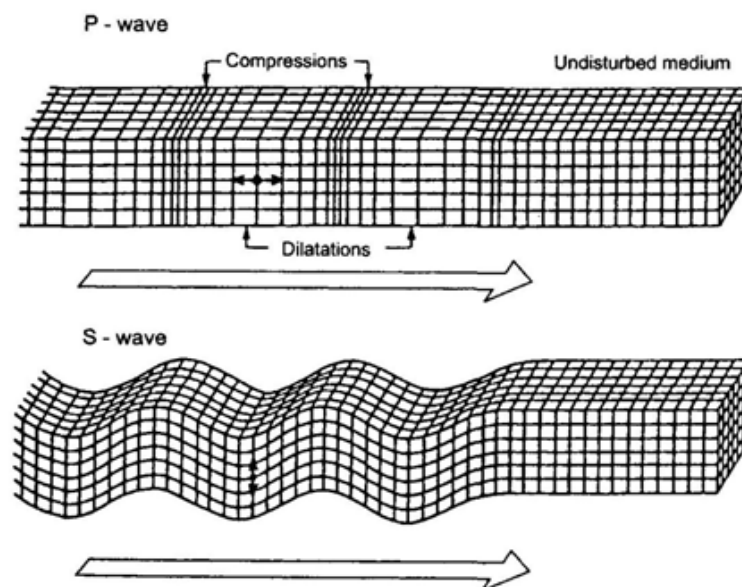 P - wave
Compressions
Undisturbed medium
Dilatations
S - wave